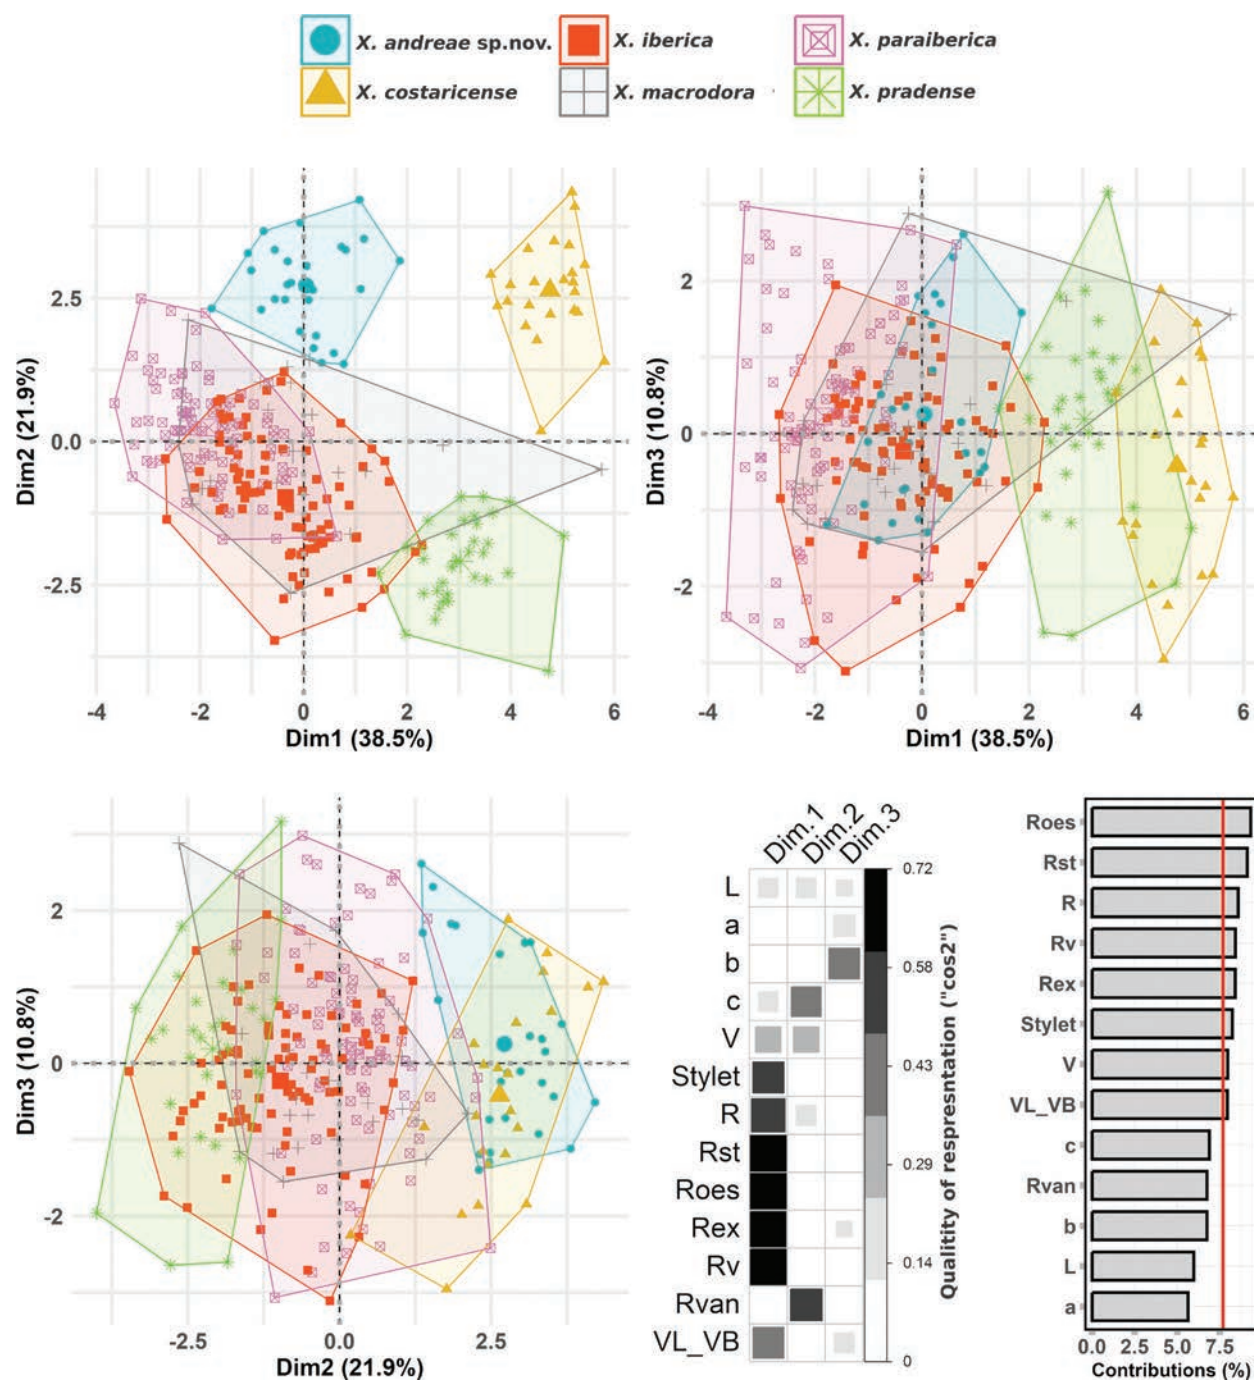 X. andreae sp.nov. X. iberica X. paraiberica
X. costaricense X. macrodora X. pradense
Dim2 (21.9%)
2.5
0.0
-2.5
-4 -2 0 2 4 6
Dim1 (38.5%)
Dim3 (10.8%)
2
0
-2
-4 -2 0 2 4 6
Dim1 (38.5%)
Dim3 (10.8%)
2
0
-2
-2.5 0.0 2.5
Dim2 (21.9%)
Dim.1 Dim.2 Dim.3
L
a
b
c
V
Stylet
R
Rst
Roes
Rex
Rv
Rvan
VL_VB
0.72
0.58
0.43
0.29
0.14
0
Qualtity of respresntation ("cos2")
Roes
Rst
R
Rv
Rex
Stylet
V
VL_VB
c
Rvan
b
L
a
0.0 2.5 5.0 7.5
Contributions (%)